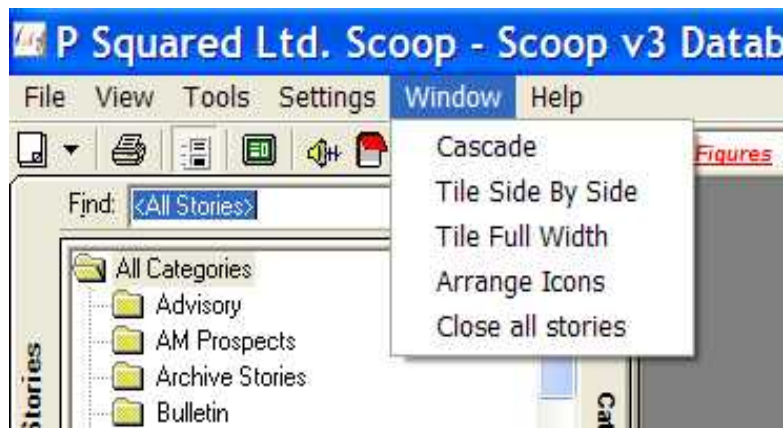 P Squared Ltd. Scoop - Scoop v3 Datab
File View Tools Settings Window Help
Figures
Find: <All Stories>
Cascade
Tile Side By Side
Tile Full Width
Arrange Icons
Close all stories
All Categories
Advisory
AM Prospects
Archive Stories
Bulletin
Stories
Cat